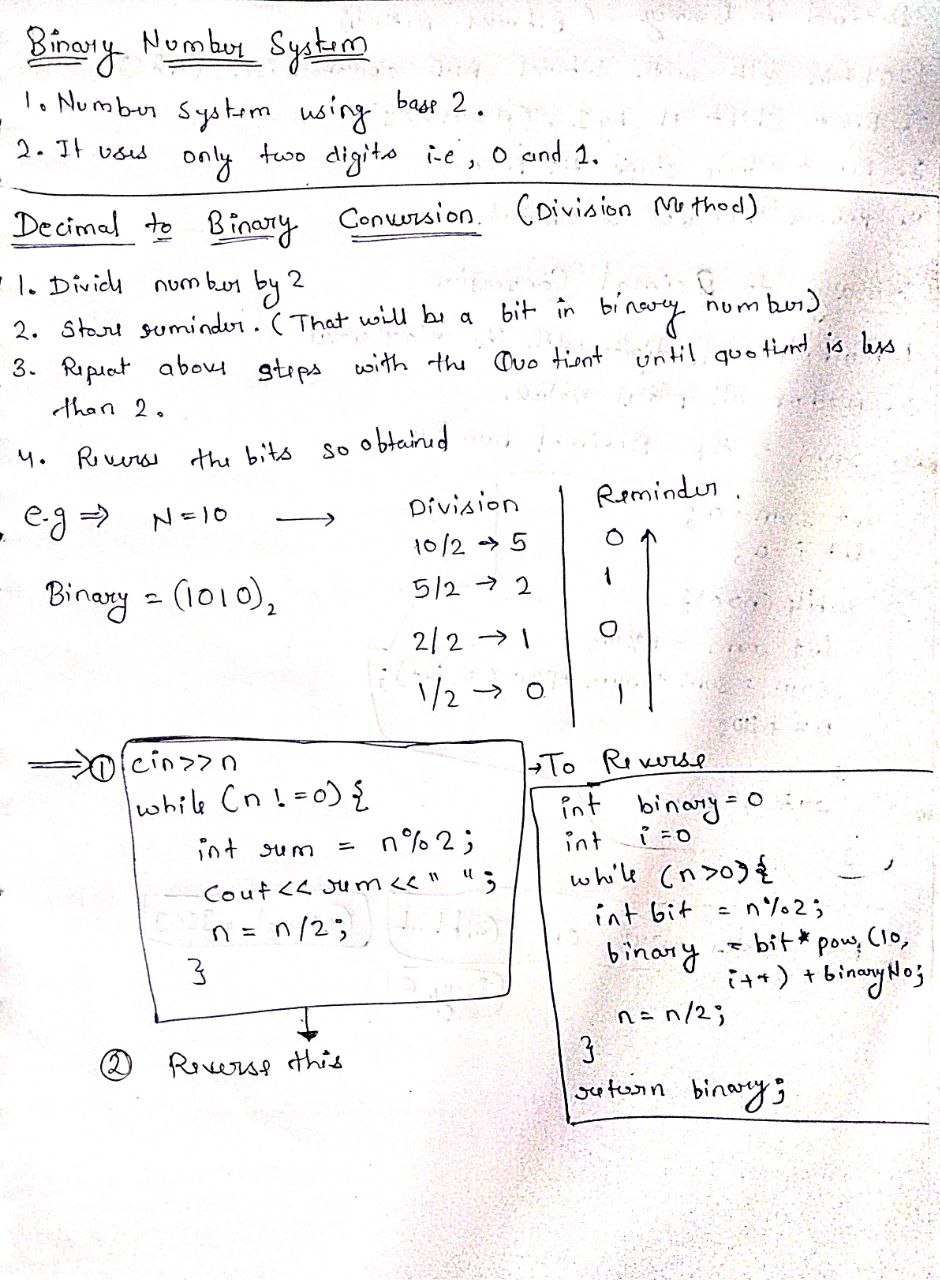 Binary Number System
1. Number system using base 2.
2. It uses only two digits i.e, 0 and 1.
Decimal to Binary Conversion. (Division Method)
1. Divide number by 2
2. Store reminder. (That will be a bit in binary number)
3. Repeat above steps with the Quotient until quotient is less
than 2.
4. Reverse the bits so obtained
e.g ⇒ N=10 → Division | Reminder.
10/2 → 5 | 0
Binary = (1010)₂ 5/2 → 2 | 1
2/2 → 1 | 0
1/2 → 0 | 1
⇒ ① cin>>n
while (n != 0) {
int rem = n%2;
cout << rem << " ";
n = n/2;
}
② Reverse this
→ To Reverse
int binary = 0
int i = 0
while (n>0) {
int bit = n%2;
binary = bit * pow(10,
i++) + binaryNo;
n = n/2;
}
return binary;